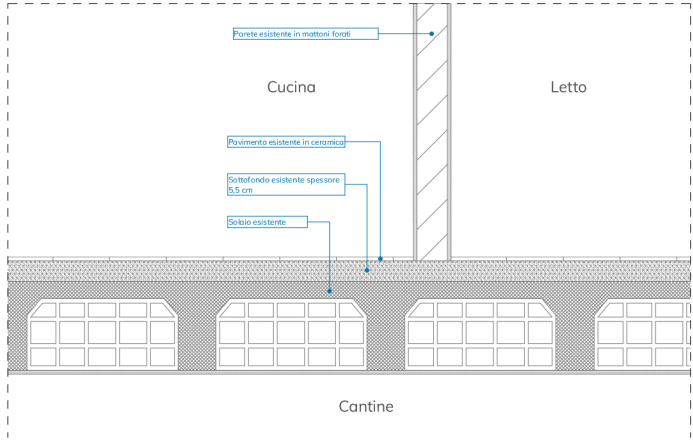 Parete esistente in mattoni forati
Cucina
Letto
Pavimento esistente in ceramica
Sottofondo esistente spessore
5,5 cm
Solaio esistente
Cantine